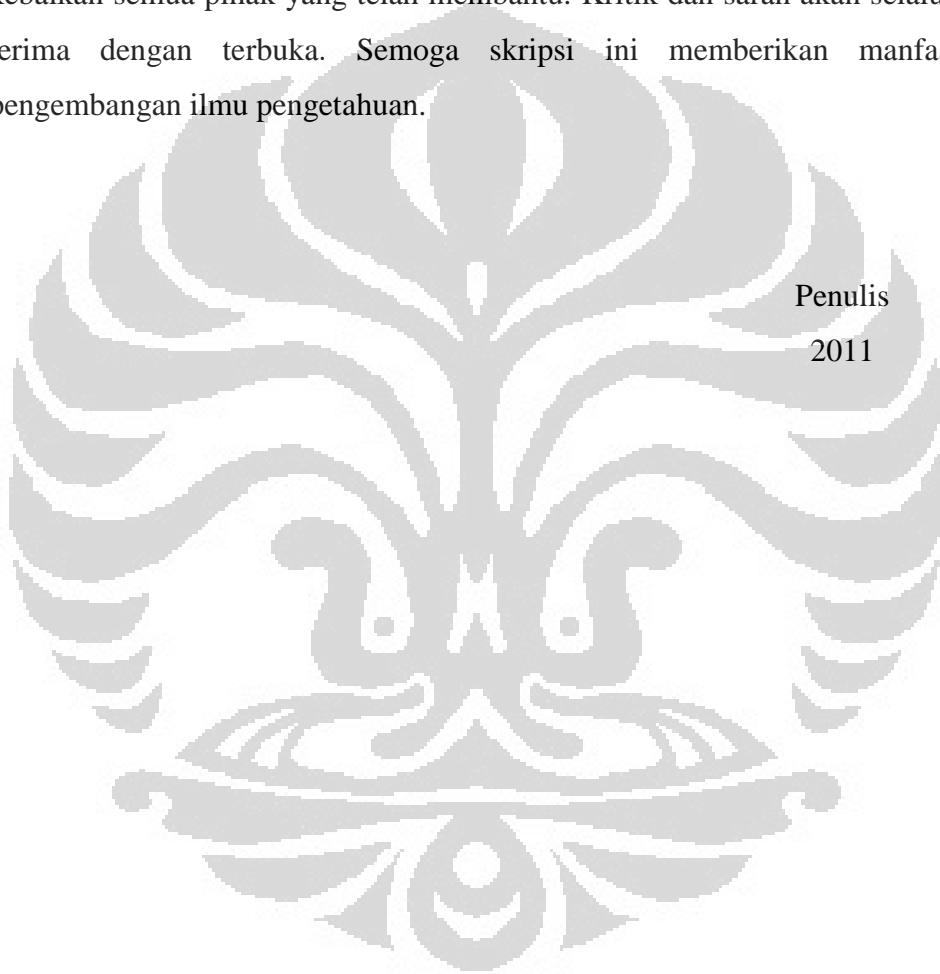 kebaikan semua pihak yang telah membantu. Kritik dan saran akan selalu
terima dengan terbuka. Semoga skripsi ini memberikan manfa
pengembangan ilmu pengetahuan.
Penulis
2011